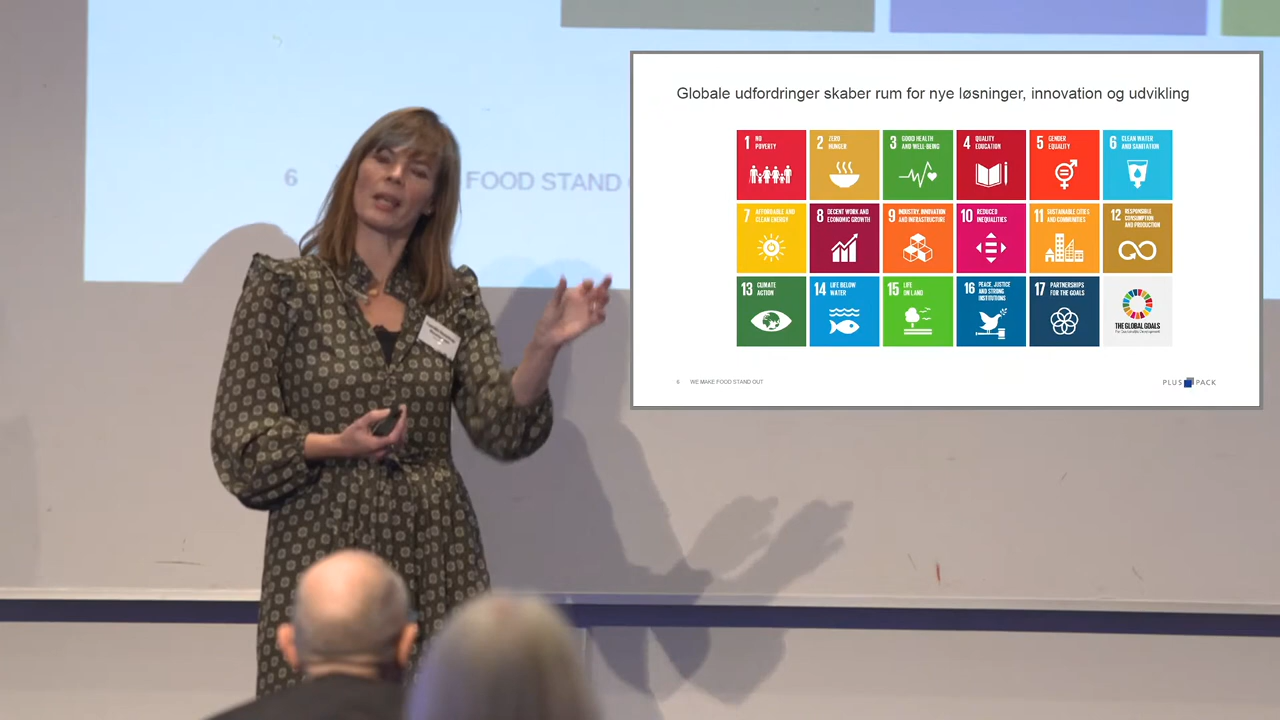 6 FOOD STAND
Globale udfordringer skaber rum for nye løsninger, innovation og udvikling
1 NO
POVERTY
2 ZERO
HUNGER
3 GOOD HEALTH
AND WELL-BEING
4 QUALITY
EDUCATION
5 GENDER
EQUALITY
6 CLEAN WATER
AND SANITATION
7 AFFORDABLE AND
CLEAN ENERGY
8 DECENT WORK AND
ECONOMIC GROWTH
9 INDUSTRY, INNOVATION
AND INFRASTRUCTURE
10 REDUCED
INEQUALITIES
11 SUSTAINABLE CITIES
AND COMMUNITIES
12 RESPONSIBLE
CONSUMPTION
AND PRODUCTION
13 CLIMATE
ACTION
14 LIFE BELOW
WATER
15 LIFE
ON LAND
16 PEACE, JUSTICE
AND STRONG
INSTITUTIONS
17 PARTNERSHIPS
FOR THE GOALS
THE GLOBAL GOALS
For Sustainable Development
6 WE MAKE FOOD STAND OUT
PLUS PACK